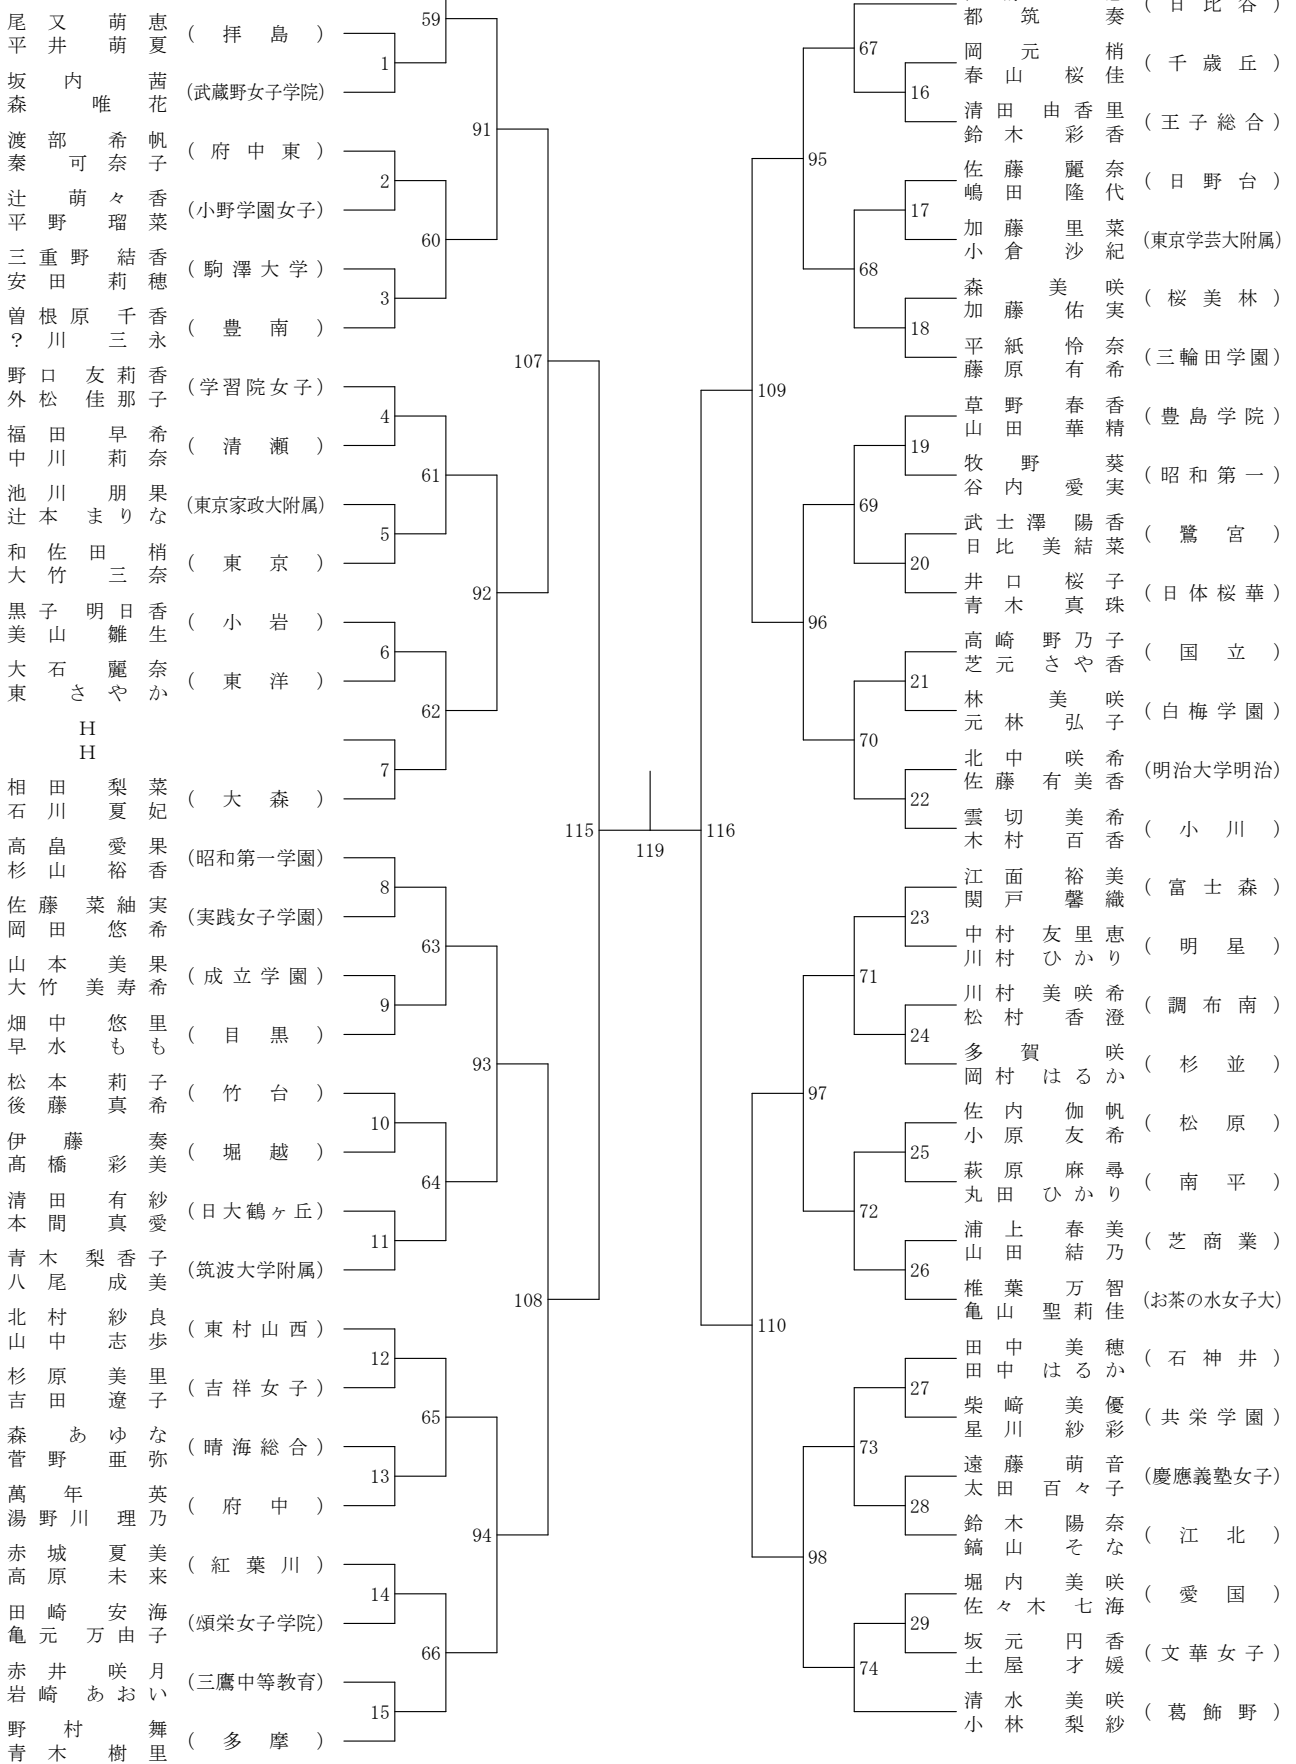 59
尾又 萌恵
平井 萌夏
(拝島)
1
坂内 茜
森 唯花
(武蔵野女子学院)
91
渡部 希帆
秦 可奈子
(府中東)
2
辻 萌々香
平野 瑠菜
(小野学園女子)
60
三重野 結香
安田 莉穂
(駒澤大学)
3
曽根原 千香
?川 三永
(豊南)
107
野口 友莉香
外松 佳那子
(学習院女子)
4
福田 早希
中川 莉奈
(清瀬)
61
池川 朋果
辻本 まりな
(東京家政大附属)
5
和佐田 梢
大竹 三奈
(東京)
92
黒子 明日香
美山 雛生
(小岩)
6
大石 麗奈
東 さやか
(東洋)
62
H
H
7
相田 梨菜
石川 夏妃
(大森)
115
119
116
高畠 愛果
杉山 裕香
(昭和第一学園)
8
佐藤 菜紬実
岡田 悠希
(実践女子学園)
63
山本 美果
大竹 美寿希
(成立学園)
9
畑中 悠里
早水 もも
(目黒)
93
松本 莉子
後藤 真希
(竹台)
10
伊藤 奏
髙橋 彩美
(堀越)
64
清田 有紗
本間 真愛
(日大鶴ヶ丘)
11
青木 梨香子
八尾 成美
(筑波大学附属)
108
北村 紗良
山中 志歩
(東村山西)
12
杉原 美里
吉田 遼子
(吉祥女子)
65
森 あゆな
菅野 亜弥
(晴海総合)
13
萬年 英
湯野川 理乃
(府中)
94
赤城 夏美
高原 未来
(紅葉川)
14
田崎 安海
亀元 万由子
(頌栄女子学院)
66
赤井 咲月
岩崎 あおい
(三鷹中等教育)
15
野村 舞
青木 樹里
(多摩)
都筑 奏
(日比谷)
67
岡元 梢
春山 桜佳
(千歳丘)
16
清田 由香里
鈴木 彩香
(王子総合)
95
佐藤 麗奈
嶋田 隆代
(日野台)
17
加藤 里菜
小倉 沙紀
(東京学芸大附属)
68
森 美咲
加藤 佑実
(桜美林)
18
平紙 怜奈
藤原 有希
(三輪田学園)
109
草野 春香
山田 華精
(豊島学院)
19
牧野 葵
谷内 愛実
(昭和第一)
69
武士澤 陽香
日比 美結菜
(鷺宮)
20
井口 桜子
青木 真珠
(日体桜華)
96
高崎 野乃子
芝元 さや香
(国立)
21
林 美咲
元林 弘子
(白梅学園)
70
北中 咲希
佐藤 有美香
(明治大学明治)
22
雲切 美希
木村 百香
(小川)
江面 裕美
関戸 馨織
(富士森)
23
中村 友里恵
川村 ひかり
(明星)
71
川村 美咲希
松村 香澄
(調布南)
24
多賀 咲
岡村 はるか
(杉並)
97
佐内 伽帆
小原 友希
(松原)
25
萩原 麻尋
丸田 ひかり
(南平)
72
浦上 春美
山田 結乃
(芝商業)
26
椎葉 万智
亀山 聖莉佳
(お茶の水女子大)
110
田中 美穂
田中 はるか
(石神井)
27
柴﨑 美優
星川 紗彩
(共栄学園)
73
遠藤 萌音
太田 百々子
(慶應義塾女子)
28
鈴木 陽奈
鎬山 そな
(江北)
98
堀内 美咲
佐々木 七海
(愛国)
29
坂元 円香
土屋 才媛
(文華女子)
74
清水 美咲
小林 梨紗
(葛飾野)